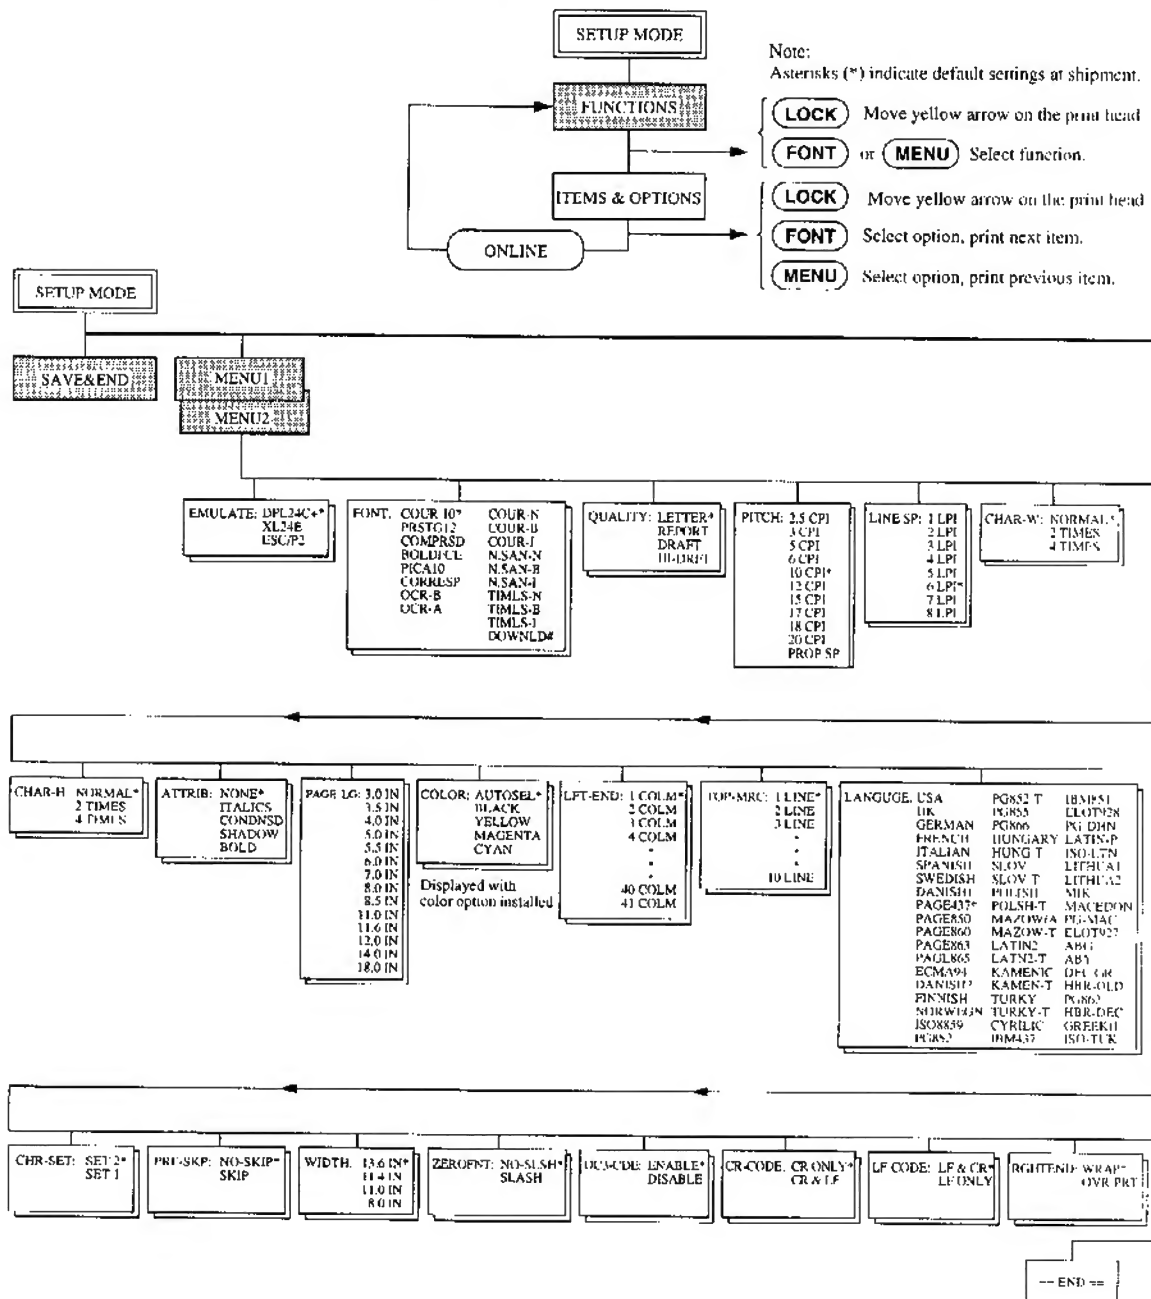 SETUP MODE
Note:
Asterisks (*) indicate default settings at shipment.
FUNCTIONS
LOCK Move yellow arrow on the print head
FONT or MENU Select function.
ITEMS & OPTIONS
LOCK Move yellow arrow on the print head
FONT Select option, print next item.
ONLINE
MENU Select option, print previous item.
SETUP MODE
SAVE&END
MENU1
MENU2
EMULATE: DPL24C+*
XL24E
ESC/P2
FONT. COUR 10* COUR-N
PRSTG12 COUR-B
COMPRSD COUR-I
BOLDFCE N.SAN-N
PICA10 N.SAN-B
CORRESP N.SAN-I
OCR-B TIMES-N
OCR-A TIMES-B
TIMES-I
DOWNLD#
QUALITY: LETTER*
REPORT
DRAFT
HI-DRFT
PITCH: 2.5 CPI
3 CPI
5 CPI
6 CPI
10 CPI*
12 CPI
15 CPI
17 CPI
18 CPI
20 CPI
PROP SP
LINE SP: 1 LPI
2 LPI
3 LPI
4 LPI
5 LPI
6 LPI*
7 LPI
8 LPI
CHAR-W: NORMAL*
2 TIMES
4 TIMES
CHAR-H NORMAL*
2 TIMES
4 TIMES
ATTRIB: NONE*
ITALICS
CONDNSD
SHADOW
BOLD
PAGE LG: 3.0 IN
3.5 IN
4.0 IN
5.0 IN
5.5 IN
6.0 IN
7.0 IN
8.0 IN
8.5 IN
11.0 IN
11.6 IN
12.0 IN
14.0 IN
18.0 IN
COLOR: AUTOSEL*
BLACK
YELLOW
MAGENTA
CYAN
Displayed with
color option installed
LFT-END: 1 COLM*
2 COLM
3 COLM
4 COLM
40 COLM
41 COLM
TOP-MRG: 1 LINE*
2 LINE
3 LINE
10 LINE
LANGUGE. USA PG852-T IBM851
UK PG855 ELOT928
GERMAN PG866 PG-DHN
FRENCH HUNGARY LATIN-P
ITALIAN HUNG T ISO-LTN
SPANISH SLOV LITHUA1
SWEDISH SLOV-T LITHUA2
DANISH1 POLISH MIK
PAGE437* POLSH-T MACEDON
PAGE850 MAZOWIA PG-MAC
PAGE860 MAZOW-T ELOT927
PAGE863 LATIN2 ABG
PAGE865 LATN2-T ABY
ECMA94 KAMENIC DEC GR
DANISH2 KAMEN-T HBR-OLD
FINNISH TURKY PG862
NORWEGN TURKY-T HBR-DEC
ISO8859 CYRILIC GREEKH
PG852 IBM437 ISO-TUK
CHR-SET: SET 2*
SET 1
PRF-SKP: NO-SKIP*
SKIP
WIDTH. 13.6 IN*
11.4 IN
11.0 IN
8.0 IN
ZEROFNT: NO-SLSH*
SLASH
DC3-CDE: ENABLE*
DISABLE
CR-CODE: CR ONLY*
CR & LF
LF CODE: LF & CR*
LF ONLY
RGHTEND: WRAP*
OVR PRT
== END ==